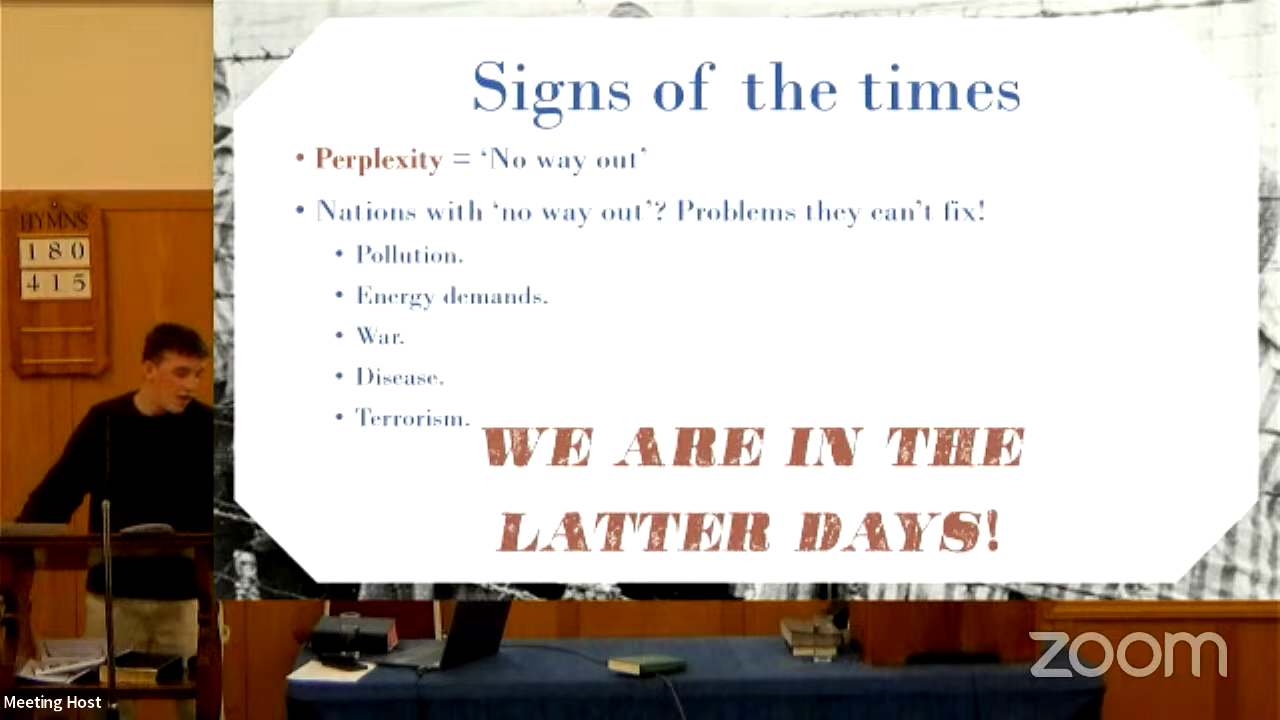 Signs of the times
• Perplexity = ‘No way out’
• Nations with ‘no way out’? Problems they can’t fix!
• Pollution.
• Energy demands.
• War.
• Disease.
• Terrorism.
WE ARE IN THE
LATTER DAYS!
HYMNS
180
415
zoom
Meeting Host